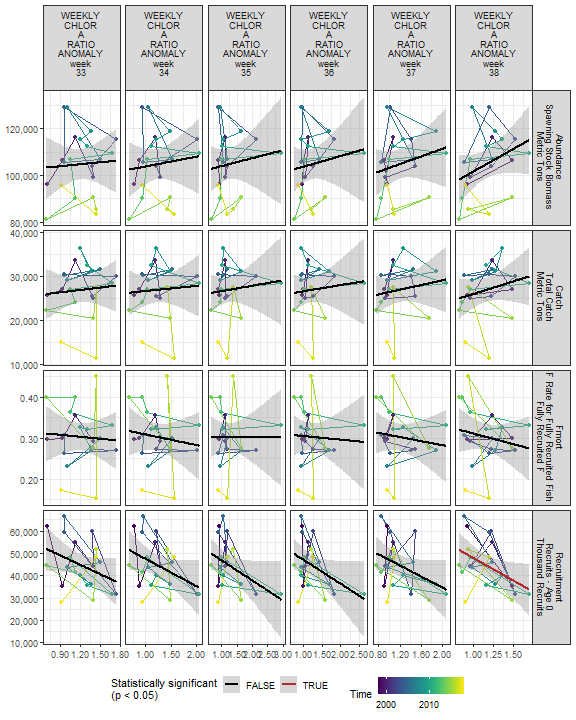 WEEKLY
CHLOR
A
RATIO
ANOMALY
week
33
WEEKLY
CHLOR
A
RATIO
ANOMALY
week
34
WEEKLY
CHLOR
A
RATIO
ANOMALY
week
35
WEEKLY
CHLOR
A
RATIO
ANOMALY
week
36
WEEKLY
CHLOR
A
RATIO
ANOMALY
week
37
WEEKLY
CHLOR
A
RATIO
ANOMALY
week
38
120,000
100,000
80,000
Abundance
Spawning Stock Biomass
Metric Tons
40,000
30,000
20,000
10,000
Catch
Total Catch
Metric Tons
0.40
0.30
0.20
Fmort
F Rate for Fully Recruited Fish
Fully Recruited F
60,000
50,000
40,000
30,000
20,000
10,000
Recruitment
Recruits - Age 0
Thousand Recruits
0.90 1.20 1.50 1.80
1.00 1.50 2.00
1.00 1.50 2.00 2.50 3.00
1.00 1.50 2.00 2.50
0.80 1.20 1.60 2.00
1.00 1.25 1.50
Statistically significant
(p < 0.05)
FALSE
TRUE
Time
2000 2010